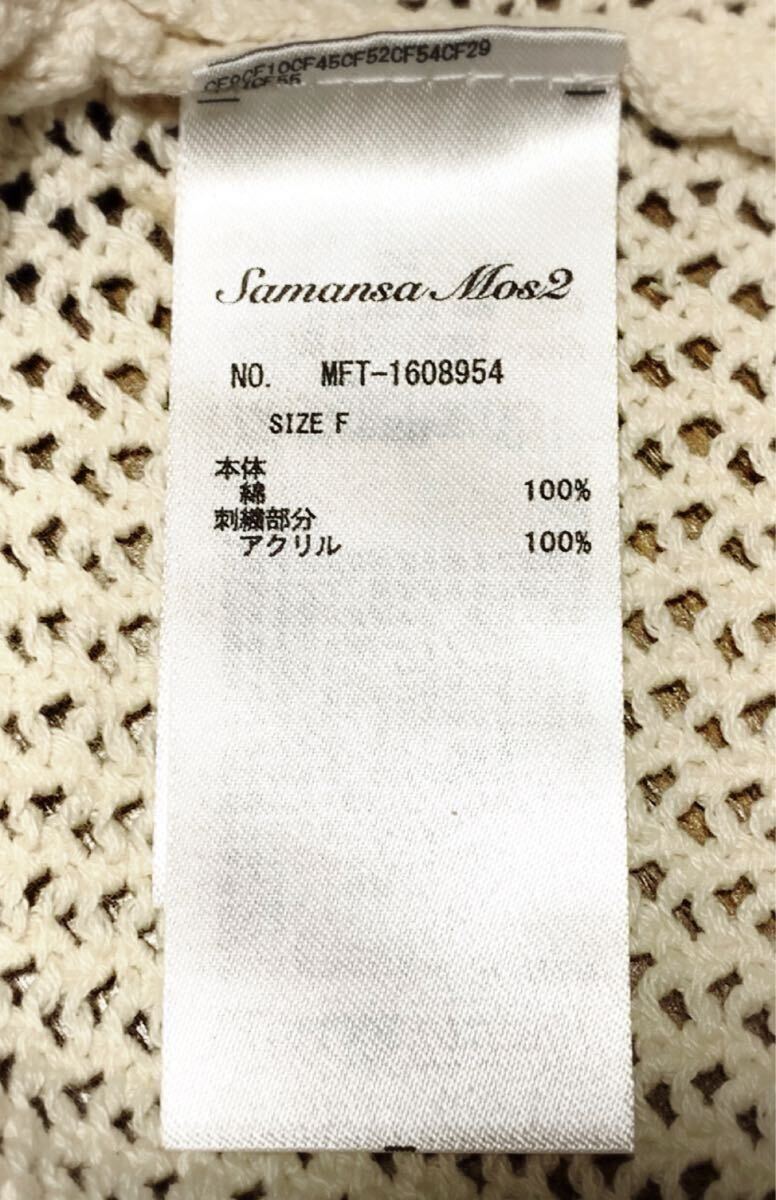 CF10CF45CF52CF54CF29
Samansa Mos2
NO. MFT-1608954
SIZE F
本体
綿 100%
刺繍部分
アクリル 100%